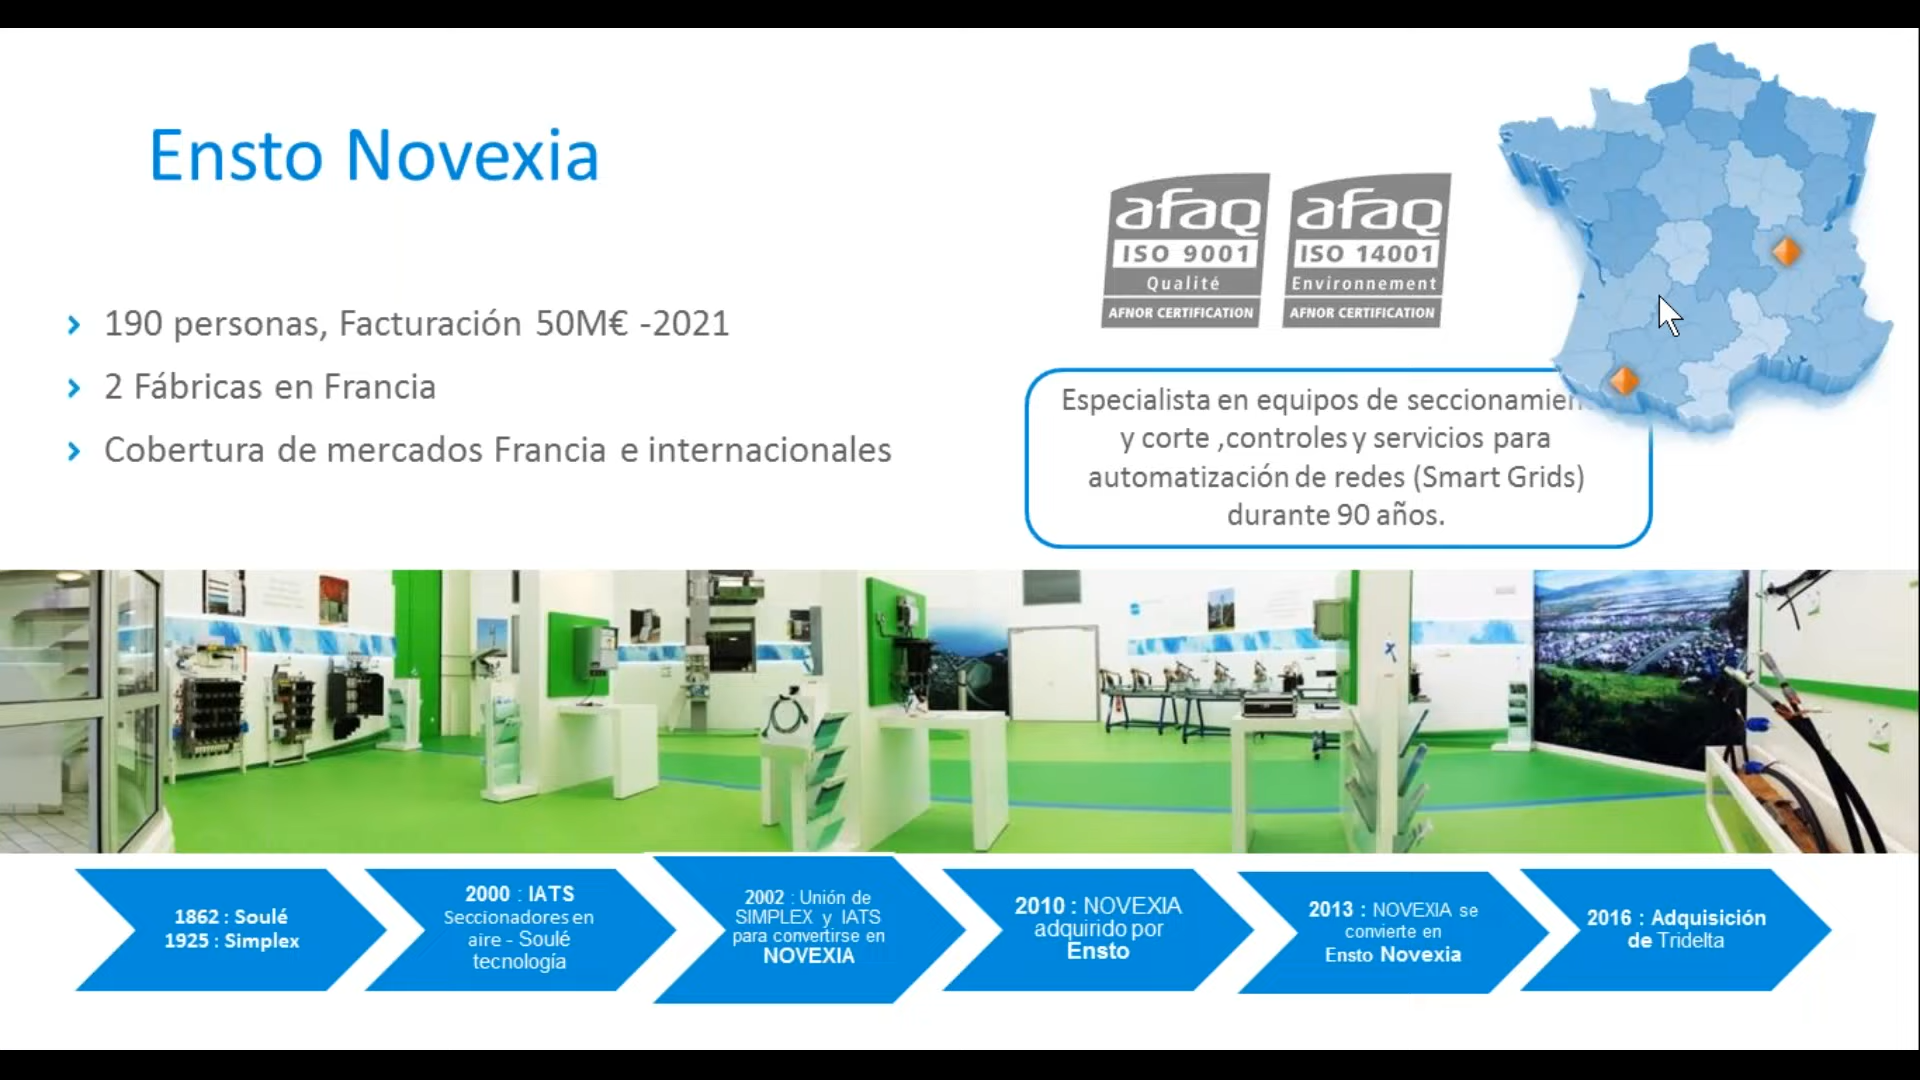 Ensto Novexia
190 personas, Facturación 50M€ -2021
2 Fábricas en Francia
Cobertura de mercados Francia e internacionales
afaq
ISO 9001
Qualité
AFNOR CERTIFICATION
afaq
ISO 14001
Environnement
AFNOR CERTIFICATION
Especialista en equipos de seccionamien
y corte ,controles y servicios para
automatización de redes (Smart Grids)
durante 90 años.
1862 : Soulé
1925 : Simplex
2000 : IATS
Seccionadores en
aire - Soulé
tecnología
2002 : Unión de
SIMPLEX y IATS
para convertirse en
NOVEXIA
2010 : NOVEXIA
adquirido por
Ensto
2013 : NOVEXIA se
convierte en
Ensto Novexia
2016 : Adquisición
de Tridelta